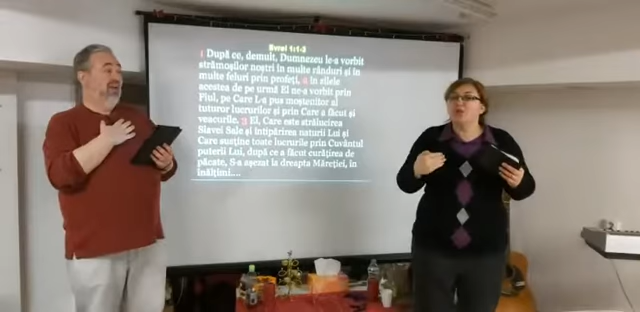 Evrei 1:1-3
1 După ce, demult, Dumnezeu le-a vorbit
strămoșilor noștri în multe rânduri și în
multe feluri prin profeți, 2 în zilele
acestea de pe urmă El ne-a vorbit prin
Fiul, pe Care L-a pus moștenitor al
tuturor lucrurilor și prin Care a făcut și
veacurile. 3 El, Care este strălucirea
Slavei Sale și întipărirea naturii Lui și
Care susține toate lucrurile prin Cuvântul
puterii Lui, după ce a făcut curățirea de
păcate, S-a așezat la dreapta Măreției, în
înălțimi....